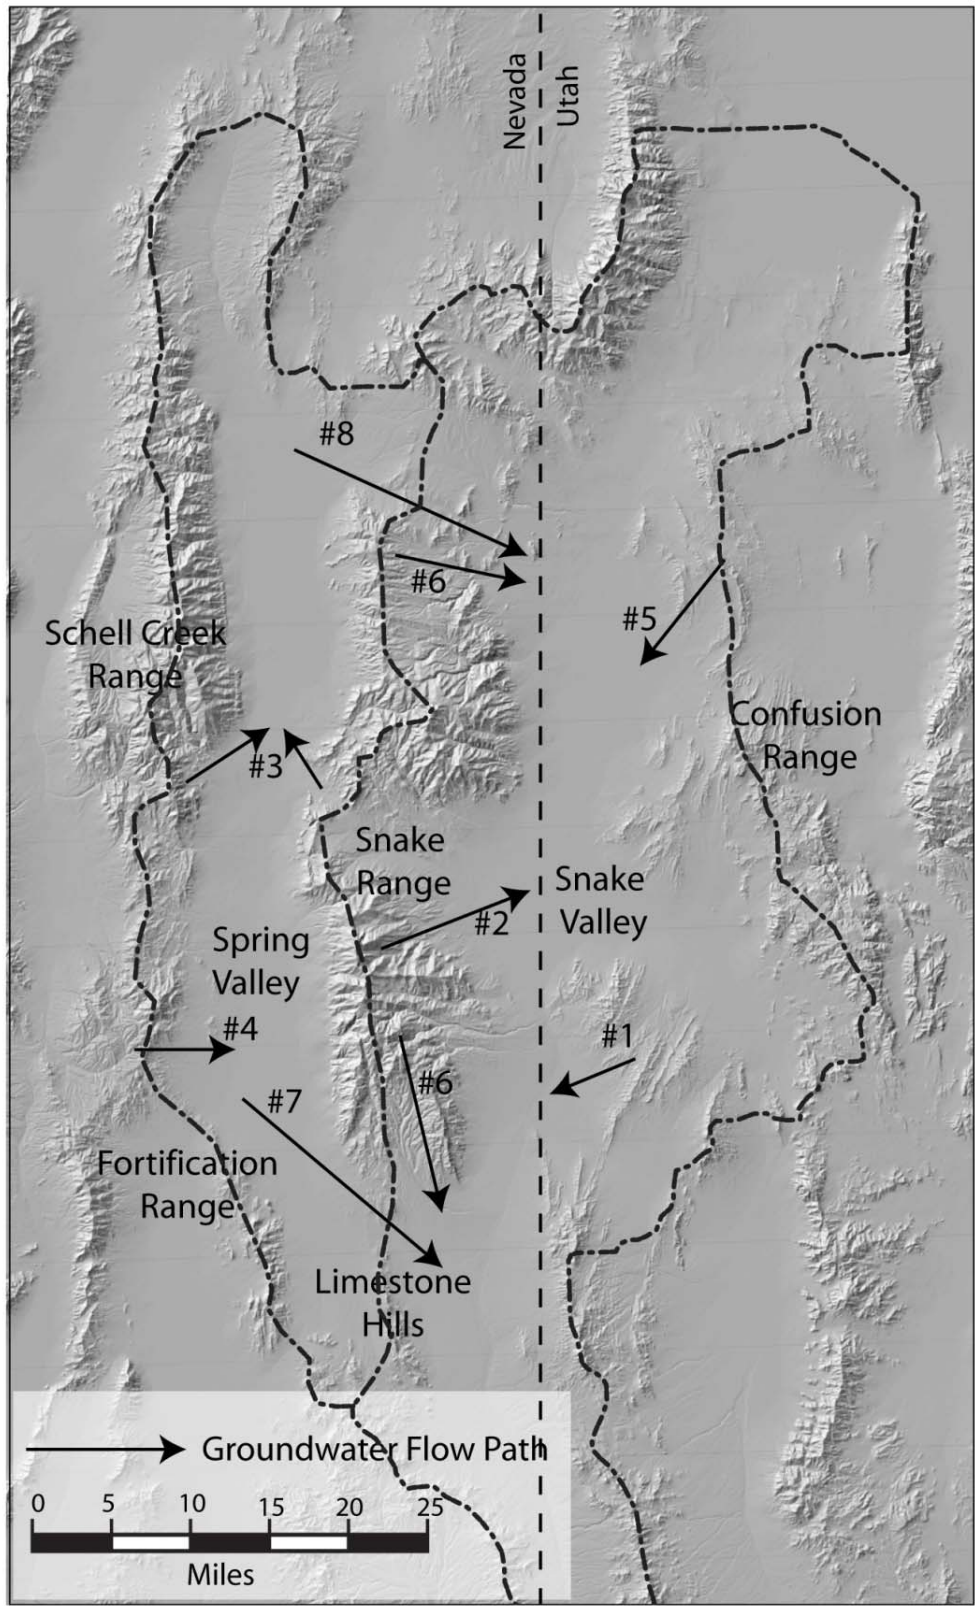 Nevada
Utah
#8
#6
#5
Schell Creek
Range
Confusion
Range
#3
Snake
Range
Snake
Valley
#2
Spring
Valley
#4
#1
#6
#7
Fortification
Range
Limestone
Hills
Groundwater Flow Path
0 5 10 15 20 25
Miles